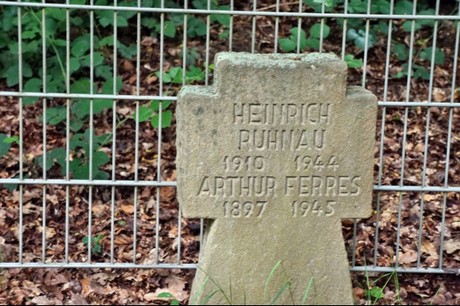 HEINRICH
RUHNAU
1910 1944
ARTHUR FERRES
1897 1945